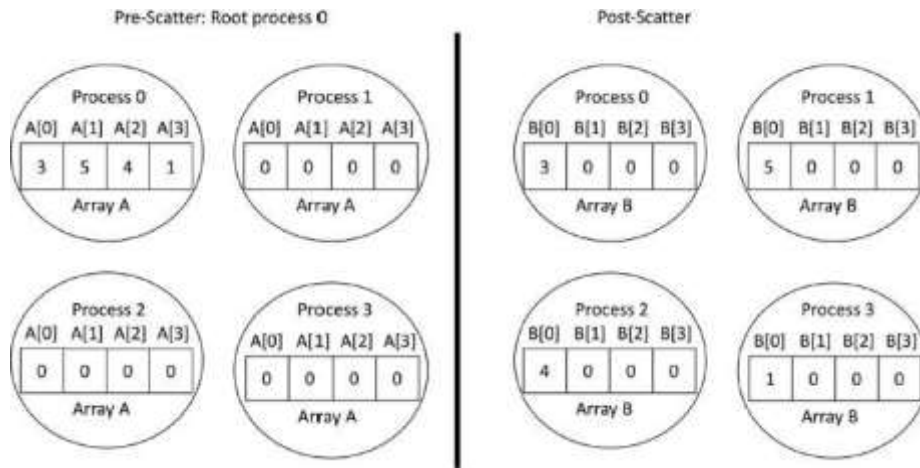 Pre-Scatter: Root process 0
Post-Scatter
Process 0
A[0] A[1] A[2] A[3]
3 5 4 1
Array A
Process 1
A[0] A[1] A[2] A[3]
0 0 0 0
Array A
Process 2
A[0] A[1] A[2] A[3]
0 0 0 0
Array A
Process 3
A[0] A[1] A[2] A[3]
0 0 0 0
Array A
Process 0
B[0] B[1] B[2] B[3]
3 0 0 0
Array B
Process 1
B[0] B[1] B[2] B[3]
5 0 0 0
Array B
Process 2
B[0] B[1] B[2] B[3]
4 0 0 0
Array B
Process 3
B[0] B[1] B[2] B[3]
1 0 0 0
Array B